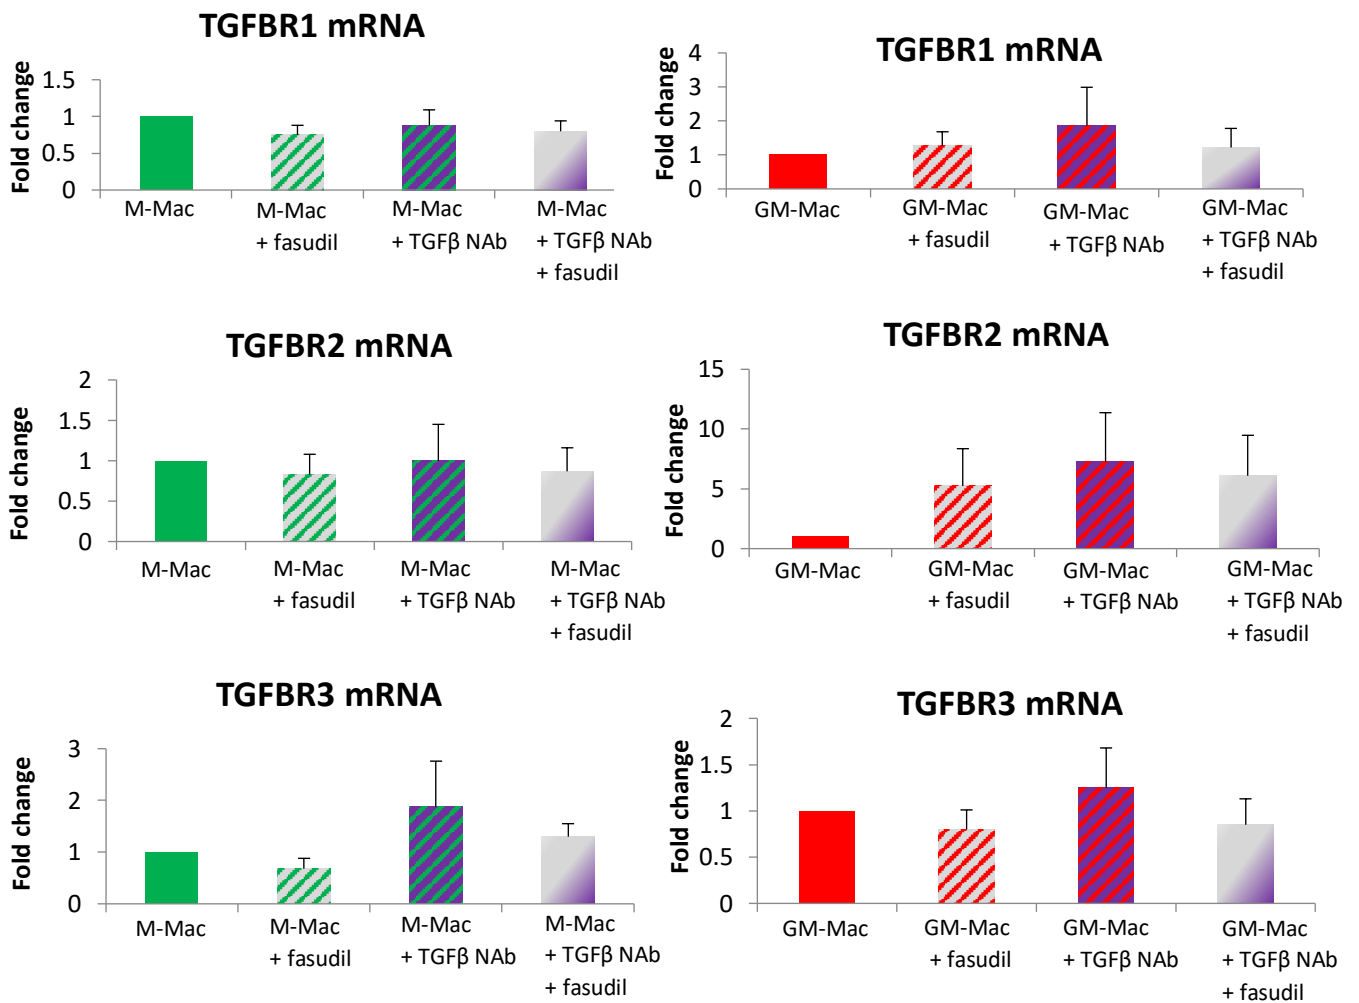 TGFBR1 mRNA
Fold change
1.5
1
0.5
0
M-Mac
M-Mac
+ fasudil
M-Mac
+ TGFβ NAb
M-Mac
+ TGFβ NAb
+ fasudil
TGFBR1 mRNA
Fold change
4
3
2
1
0
GM-Mac
GM-Mac
+ fasudil
GM-Mac
+ TGFβ NAb
GM-Mac
+ TGFβ NAb
+ fasudil
TGFBR2 mRNA
Fold change
2
1.5
1
0.5
0
M-Mac
M-Mac
+ fasudil
M-Mac
+ TGFβ NAb
M-Mac
+ TGFβ NAb
+ fasudil
TGFBR2 mRNA
Fold change
15
10
5
0
GM-Mac
GM-Mac
+ fasudil
GM-Mac
+ TGFβ NAb
GM-Mac
+ TGFβ NAb
+ fasudil
TGFBR3 mRNA
Fold change
3
2
1
0
M-Mac
M-Mac
+ fasudil
M-Mac
+ TGFβ NAb
M-Mac
+ TGFβ NAb
+ fasudil
TGFBR3 mRNA
Fold change
2
1.5
1
0.5
0
GM-Mac
GM-Mac
+ fasudil
GM-Mac
+ TGFβ NAb
GM-Mac
+ TGFβ NAb
+ fasudil